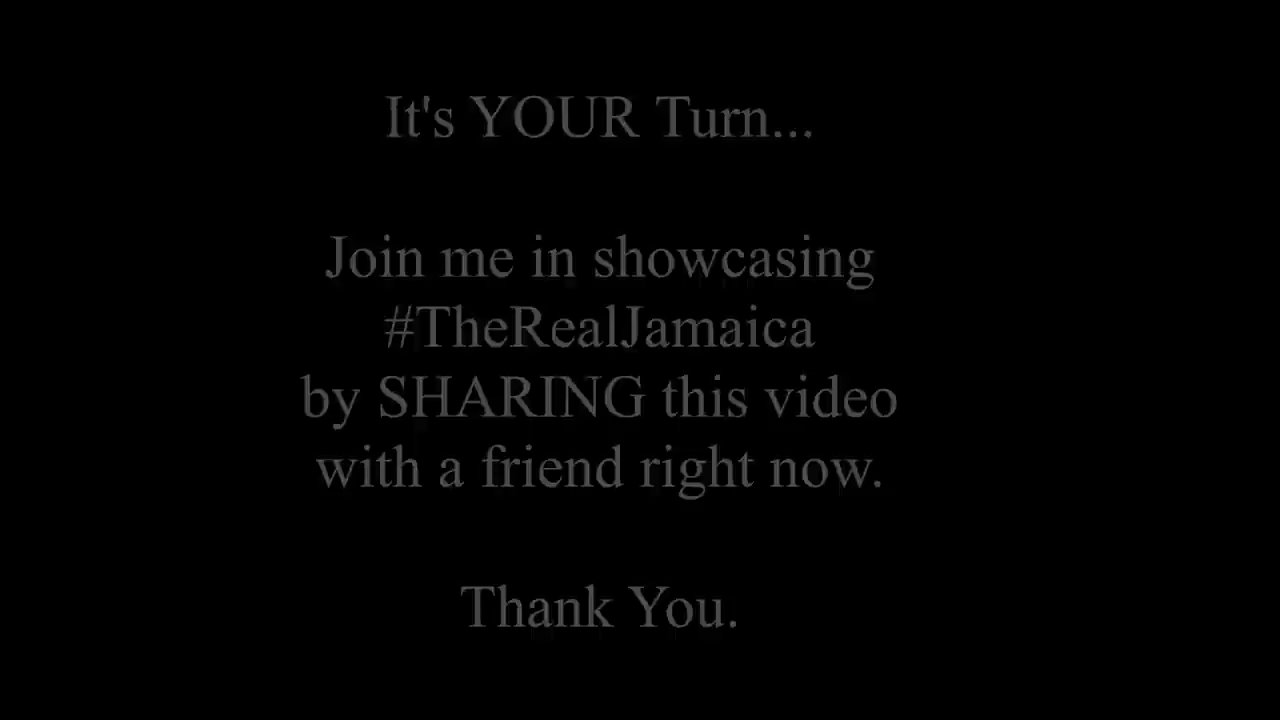 It's YOUR Turn...
Join me in showcasing
#TheRealJamaica
by SHARING this video
with a friend right now.
Thank You.